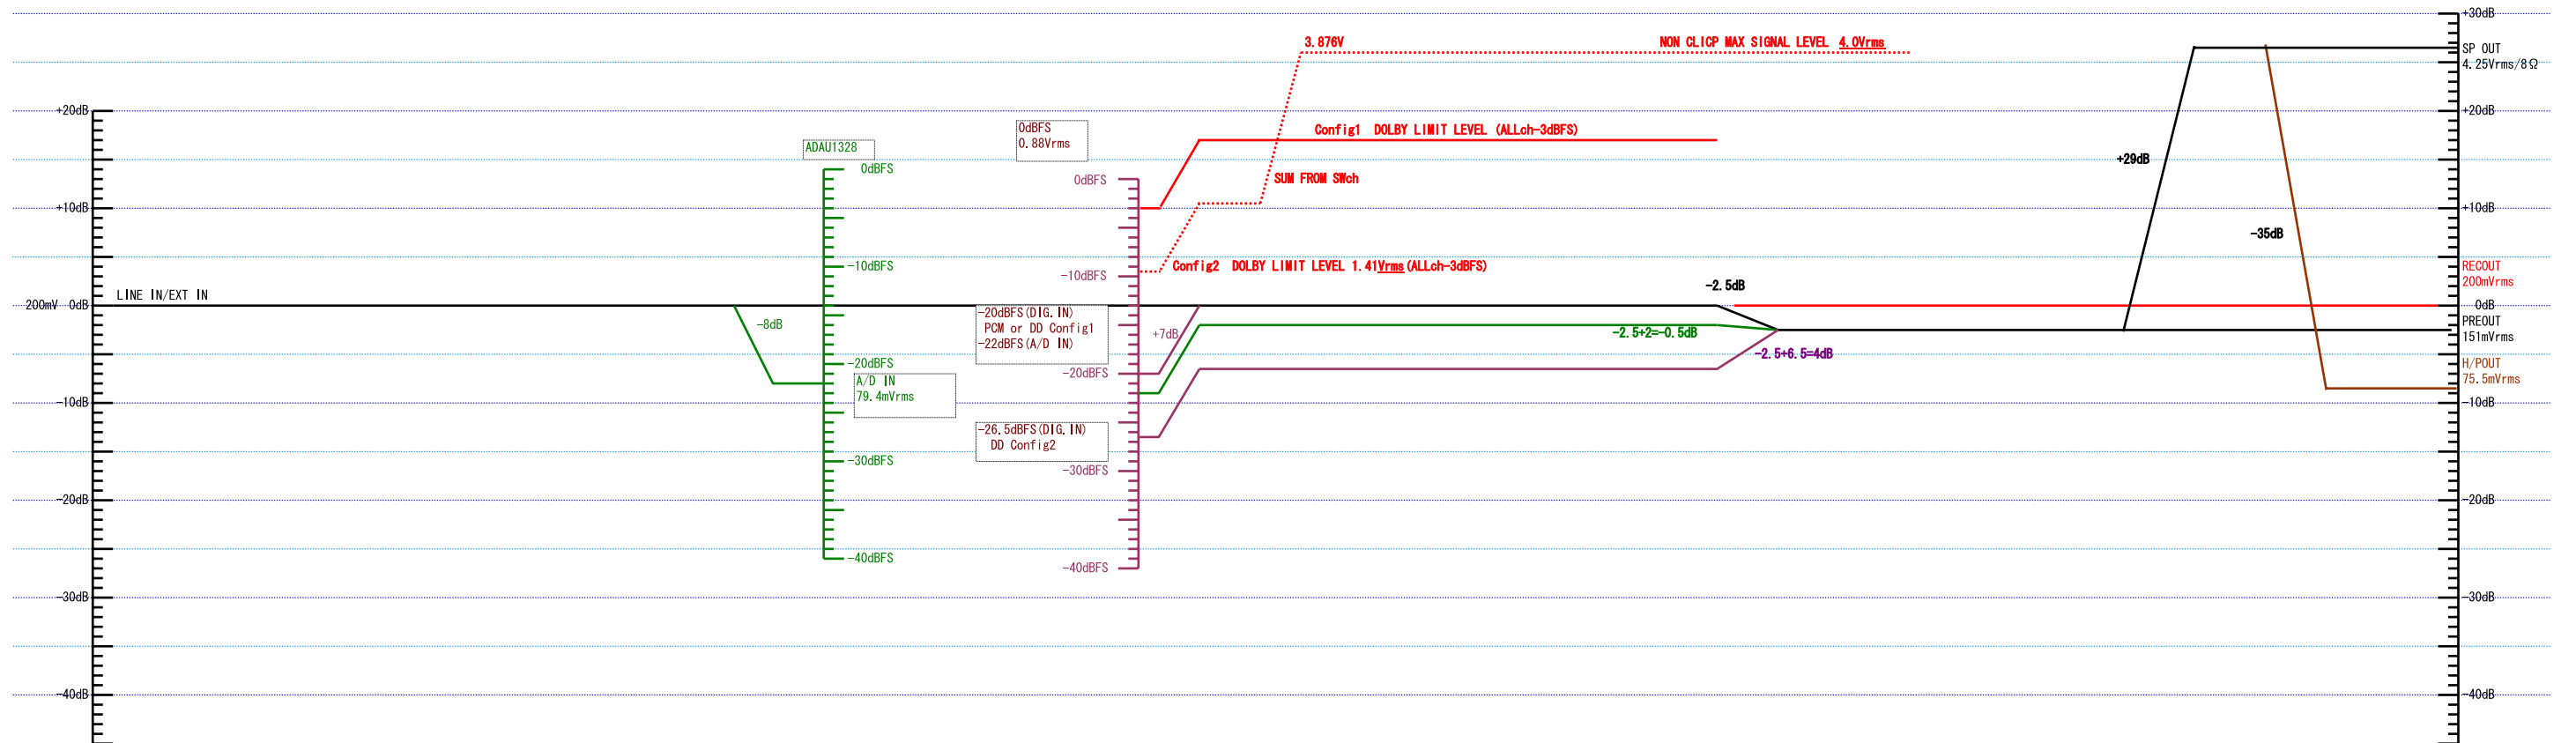 +30dB
3.876V
NON CLICP MAX SIGNAL LEVEL 4.0Vrms
SP OUT
4.25Vrms/8Ω
+20dB
+20dB
0dBFS
0.88Vrms
Config1 DOLBY LIMIT LEVEL (ALLch-3dBFS)
ADAU1328
+29dB
0dBFS
0dBFS
SUM FROM SWch
+10dB
+10dB
-35dB
-10dBFS
-10dBFS
Config2 DOLBY LIMIT LEVEL 1.41Vrms(ALLch-3dBFS)
RECOUT
200mVrms
-2.5dB
LINE IN/EXT IN
200mV 0dB
0dB
-20dBFS(DIG.IN)
PCM or DD Config1
-22dBFS(A/D IN)
-8dB
+7dB
-2.5+2=-0.5dB
PREOUT
151mVrms
-2.5+6.5=4dB
-20dBFS
-20dBFS
H/POUT
75.5mVrms
A/D IN
79.4mVrms
-10dB
-10dB
-26.5dBFS(DIG.IN)
DD Config2
-30dBFS
-30dBFS
-20dB
-20dB
-40dBFS
-40dBFS
-30dB
-30dB
-40dB
-40dB